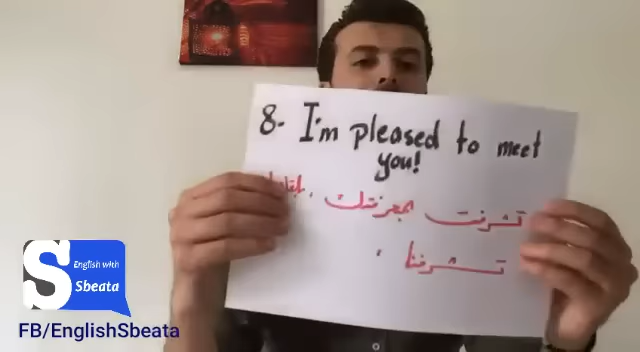 8- I'm pleased to meet
you!
تشرفت بمعرفتك ،
تشرفنا ،
English with
Sbeata
FB/EnglishSbeata